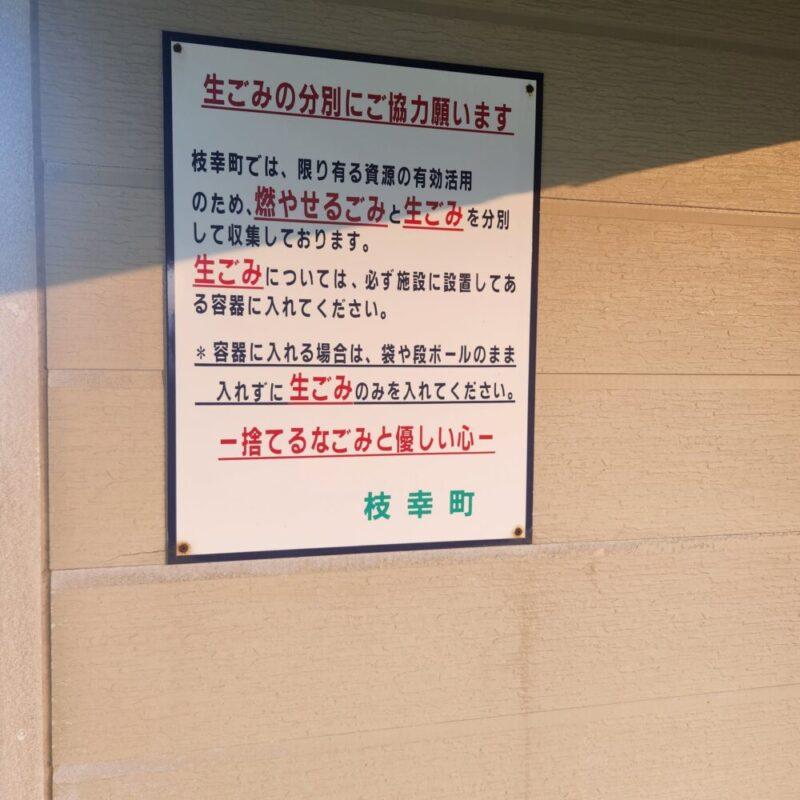 生ごみの分別にご協力願います
枝幸町では、限り有る資源の有効活用
のため、燃やせるごみと生ごみを分別
して収集しております。
生ごみについては、必ず施設に設置してあ
る容器に入れてください。
＊容器に入れる場合は、袋や段ボールのまま
入れずに生ごみのみを入れてください。
ー捨てるなごみと優しい心ー
枝幸町